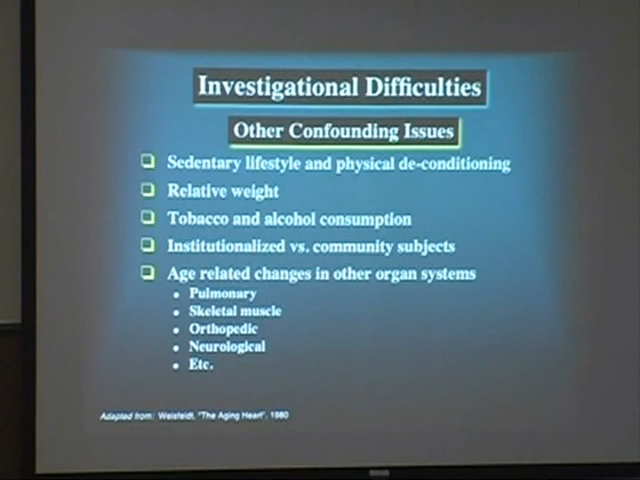 Investigational Difficulties
Other Confounding Issues
Sedentary lifestyle and physical de-conditioning
Relative weight
Tobacco and alcohol consumption
Institutionalized vs. community subjects
Age related changes in other organ systems
Pulmonary
Skeletal muscle
Orthopedic
Neurological
Etc.
Adapted from: Weisfeldt, "The Aging Heart", 1980